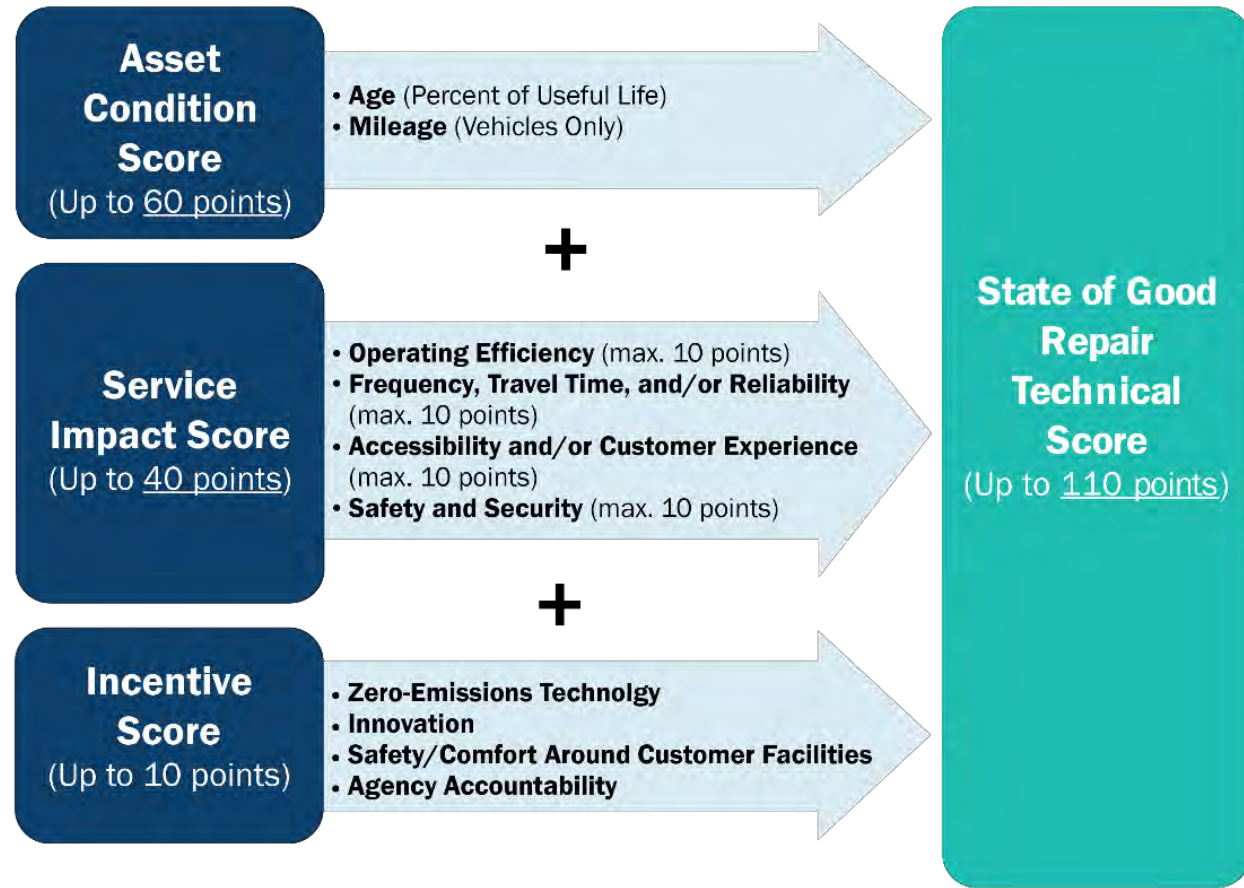 Asset
Condition
Score
(Up to 60 points)
• Age (Percent of Useful Life)
• Mileage (Vehicles Only)
+
Service
Impact Score
(Up to 40 points)
• Operating Efficiency (max. 10 points)
• Frequency, Travel Time, and/or Reliability
(max. 10 points)
• Accessibility and/or Customer Experience
(max. 10 points)
• Safety and Security (max. 10 points)
+
Incentive
Score
(Up to 10 points)
• Zero-Emissions Technolgy
• Innovation
• Safety/Comfort Around Customer Facilities
• Agency Accountability
State of Good
Repair
Technical
Score
(Up to 110 points)